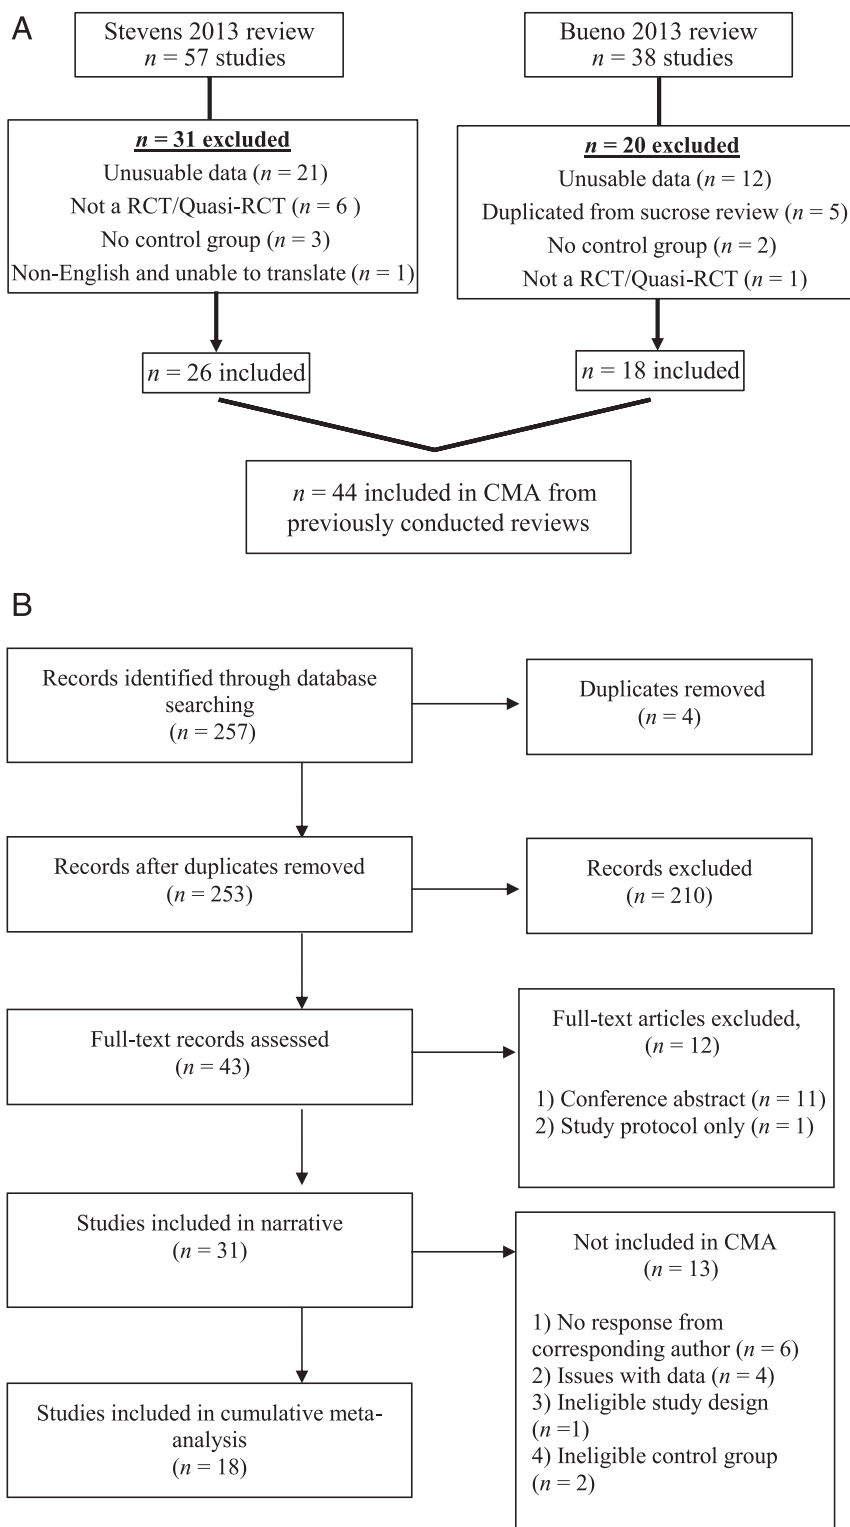 A
Stevens 2013 review
n = 57 studies
Bueno 2013 review
n = 38 studies
n = 31 excluded
Unusuable data (n = 21)
Not a RCT/Quasi-RCT (n = 6 )
No control group (n = 3)
Non-English and unable to translate (n = 1)
n = 20 excluded
Unusable data (n = 12)
Duplicated from sucrose review (n = 5)
No control group (n = 2)
Not a RCT/Quasi-RCT (n = 1)
n = 26 included
n = 18 included
n = 44 included in CMA from
previously conducted reviews
B
Records identified through database
searching
(n = 257)
Duplicates removed
(n = 4)
Records after duplicates removed
(n = 253)
Records excluded
(n = 210)
Full-text records assessed
(n = 43)
Full-text articles excluded,
(n = 12)
1) Conference abstract (n = 11)
2) Study protocol only (n = 1)
Studies included in narrative
(n = 31)
Not included in CMA
(n = 13)
1) No response from
corresponding author (n = 6)
2) Issues with data (n = 4)
3) Ineligible study design
(n =1)
4) Ineligible control group
(n = 2)
Studies included in cumulative meta-
analysis
(n = 18)